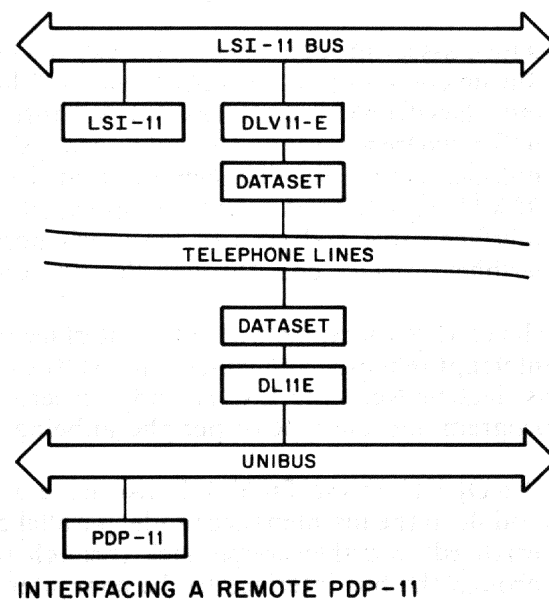 LSI-11 BUS
LSI-11
DLV11-E
DATASET
TELEPHONE LINES
DATASET
DL11E
UNIBUS
PDP-11
INTERFACING A REMOTE PDP-11